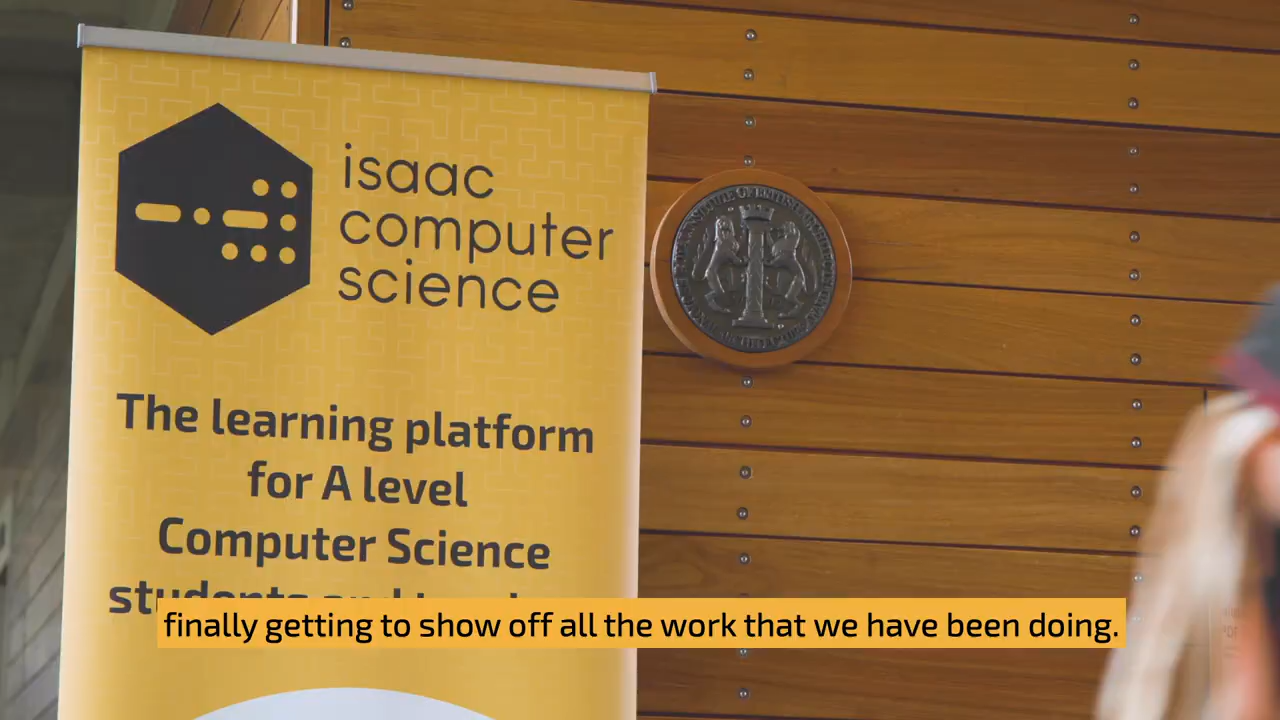 isaac
computer
science
The learning platform
for A level
Computer Science
students and
finally getting to show off all the work that we have been doing.